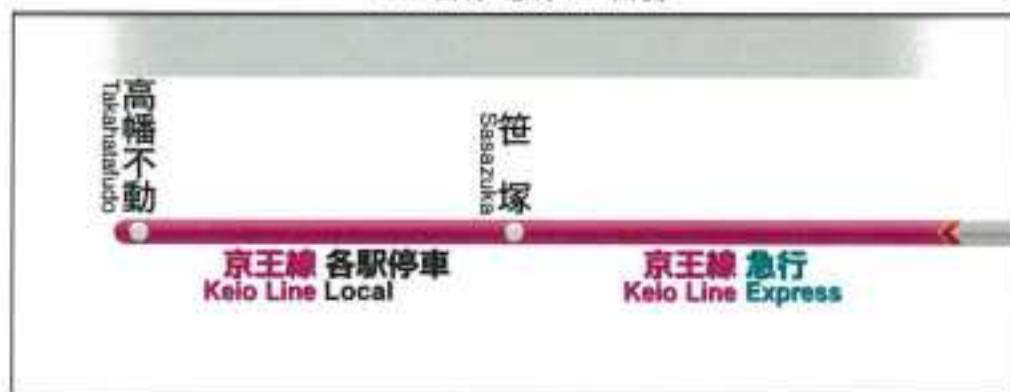 高幡不動
Takahatafudo
笹塚
Sasazuka
京王線 各駅停車
Keio Line Local
京王線 急行
Keio Line Express